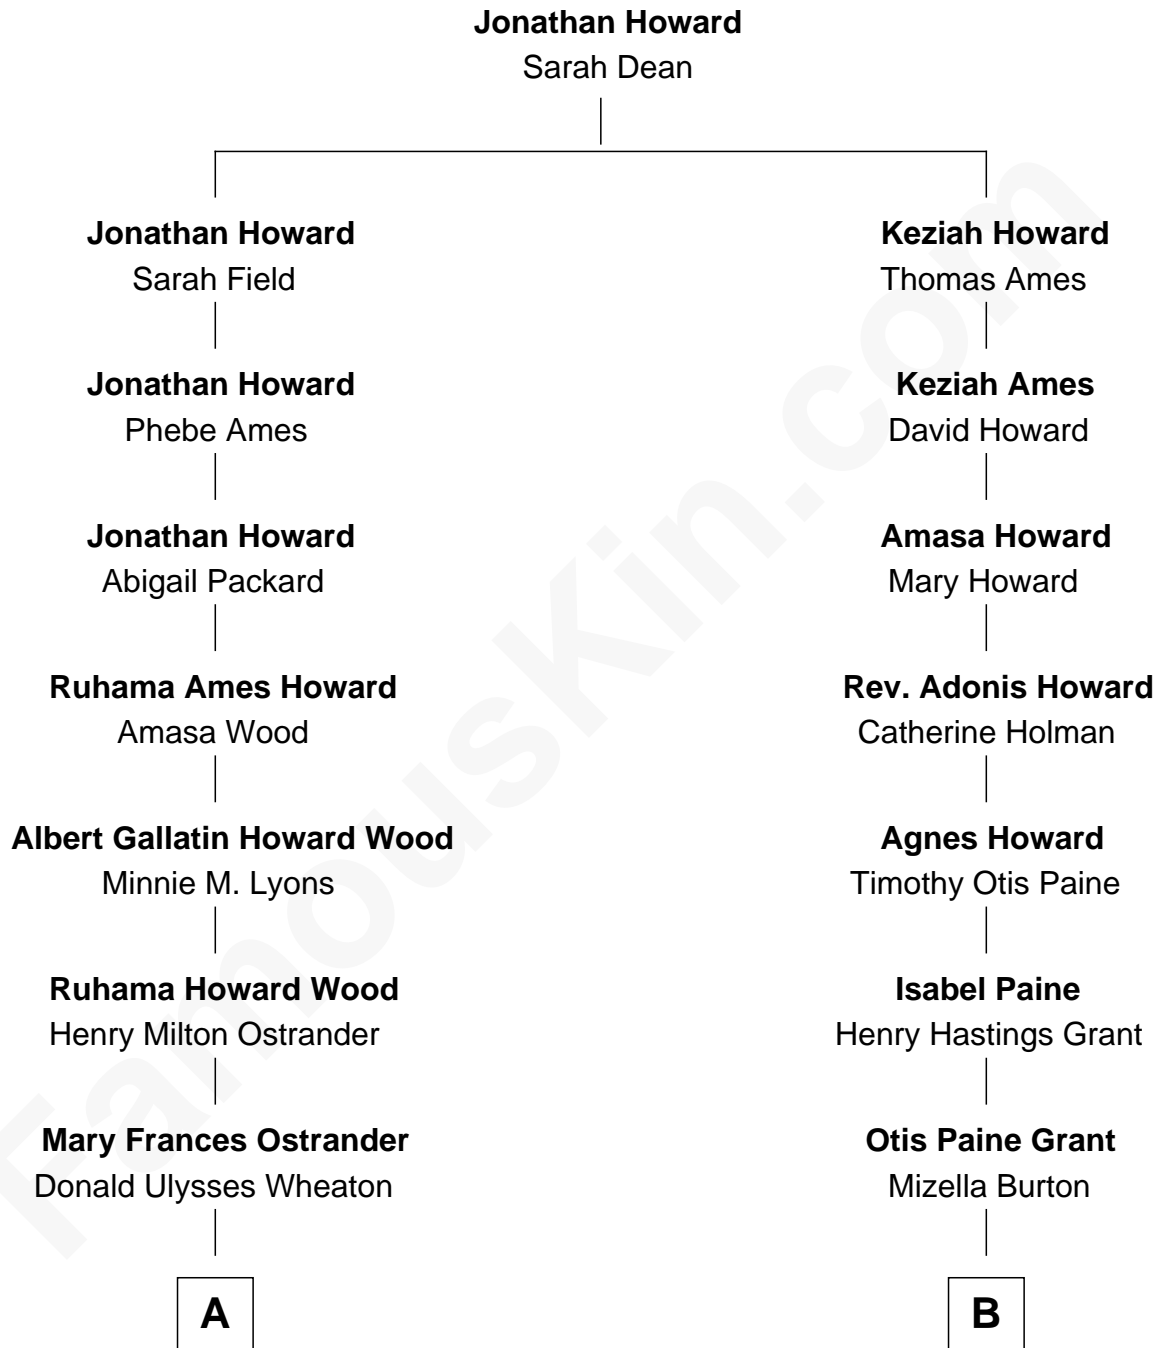 Jonathan Howard
Sarah Dean
Jonathan Howard
Sarah Field
Keziah Howard
Thomas Ames
Jonathan Howard
Phebe Ames
Keziah Ames
David Howard
Jonathan Howard
Abigail Packard
Amasa Howard
Mary Howard
Ruhama Ames Howard
Amasa Wood
Rev. Adonis Howard
Catherine Holman
Albert Gallatin Howard Wood
Minnie M. Lyons
Agnes Howard
Timothy Otis Paine
Ruhama Howard Wood
Henry Milton Ostrander
Isabel Paine
Henry Hastings Grant
Mary Frances Ostrander
Donald Ulysses Wheaton
Otis Paine Grant
Mizella Burton
A
B
FamousKin.com